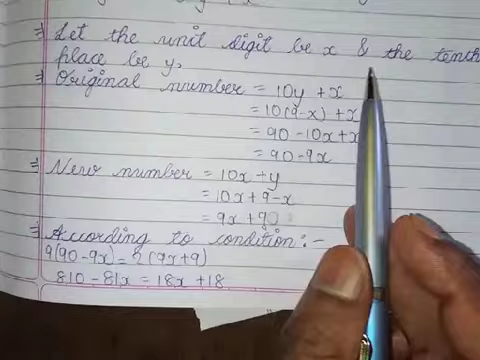 ⇒ Let the unit digit be x & the tenth
place be y.
⇒ Original number = 10y + x
= 10(9-x) + x
= 90 - 10x + x
= 90 - 9x
⇒ New number = 10x + y
= 10x + 9 - x
= 9x + 9
⇒ According to condition :-
9(90 - 9x) = 2(9x + 9)
810 - 81x = 18x + 18